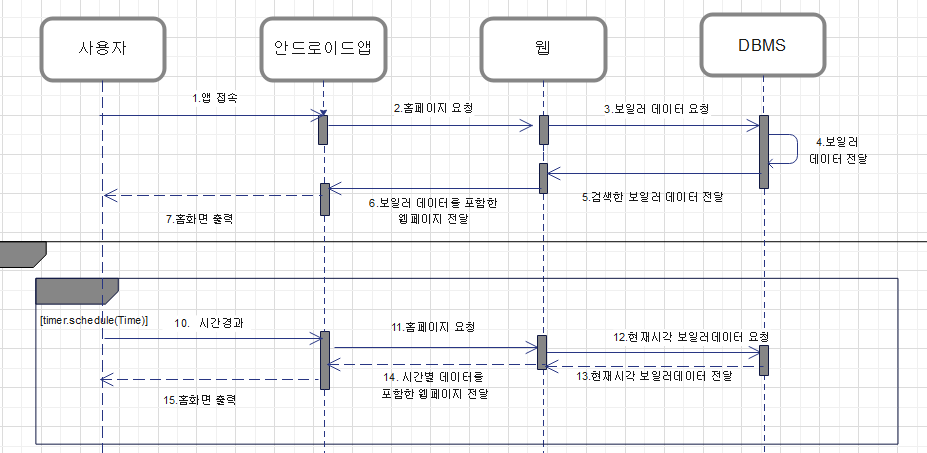 사용자
안드로이드앱
웹
DBMS
1.앱 접속
2.홈페이지 요청
3.보일러 데이터 요청
4.보일러
데이터 전달
5.검색한 보일러 데이터 전달
6.보일러 데이터를 포함한
웹페이지 전달
7.홈화면 출력
[timer.schedule(Time)]
10. 시간경과
11.홈페이지 요청
12.현재시각 보일러데이터 요청
13.현재시각 보일러데이터 전달
14. 시간별 데이터을
포함한 웹페이지 전달
15.홈화면 출력